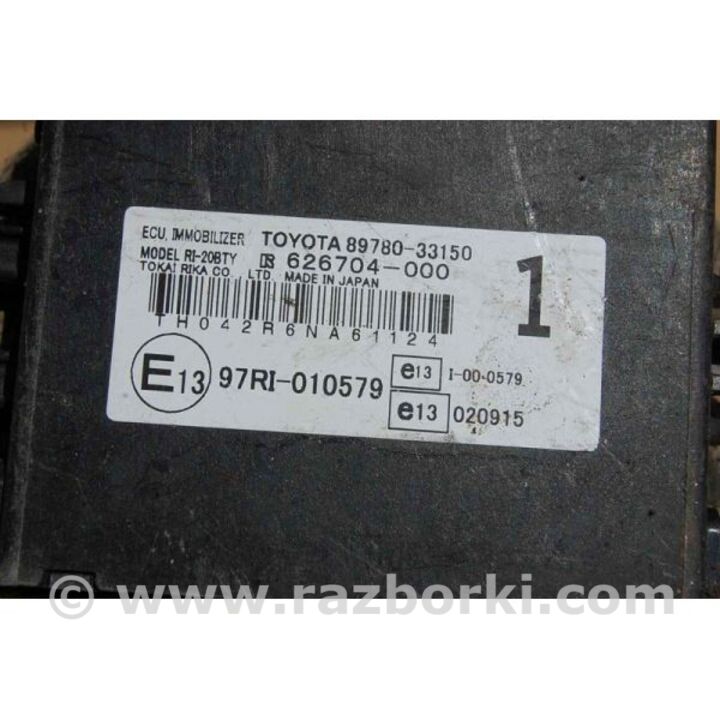 ECU, IMMOBILIZER TOYOTA 89780-33150
MODEL RI-20BTY 626704-000
TOKAI RIKA CO., LTD. MADE IN JAPAN
1
TH042R6NA61124
E13 97RI-010579
e13 I-00-0579
e13 020915
© www.razborki.com